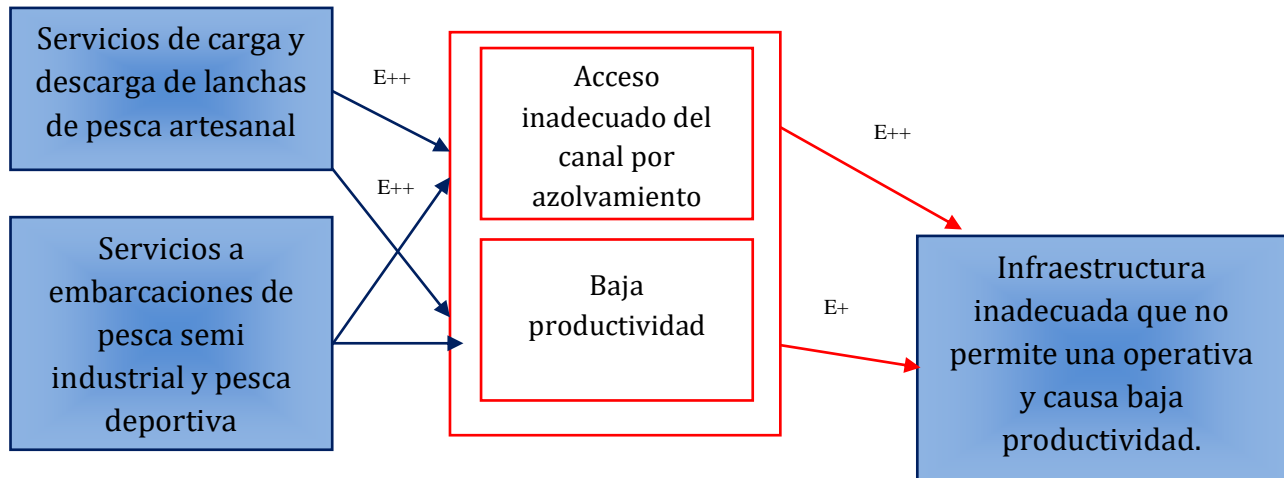 Servicios de carga y
descarga de lanchas
de pesca artesanal
Servicios a
embarcaciones de
pesca semi
industrial y pesca
deportiva
E++
E++
Acceso
inadecuado del
canal por
azolvamiento
Baja
productividad
E++
E+
Infraestructura
inadecuada que no
permite una operativa
y causa baja
productividad.